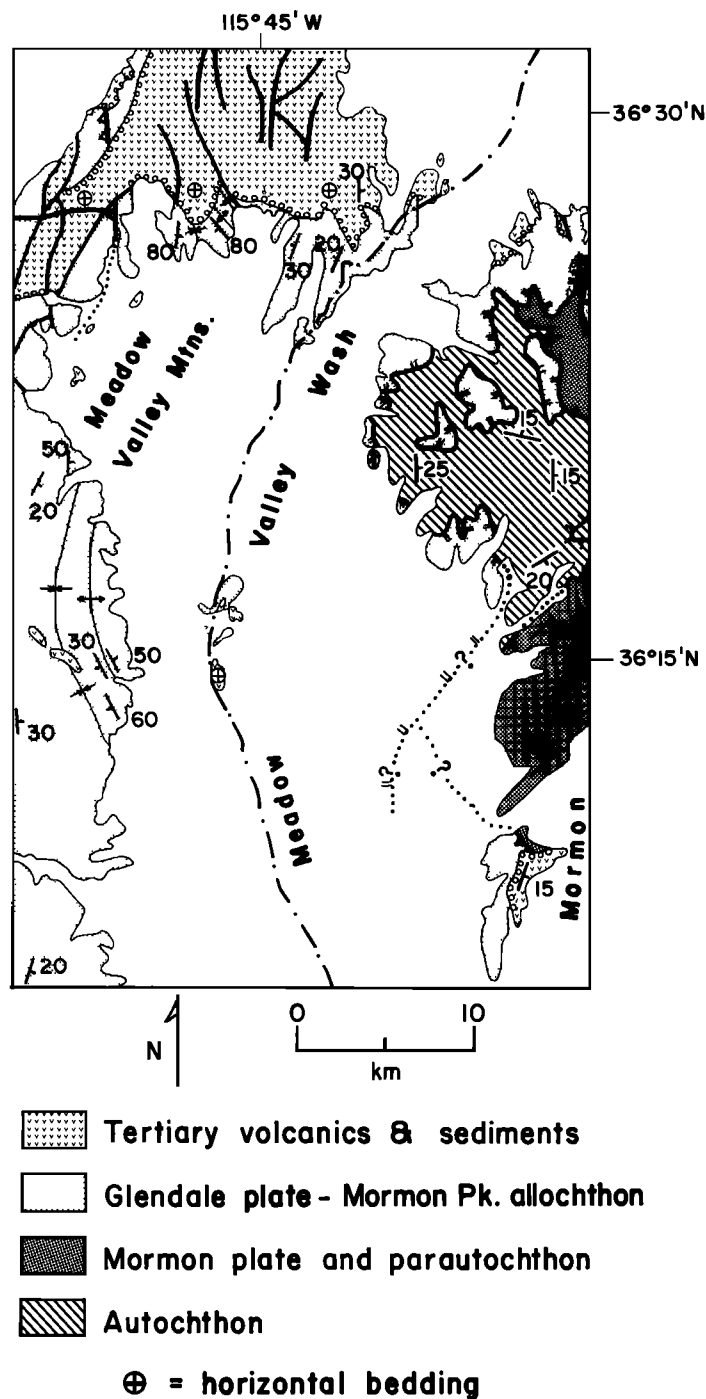 115° 45' W
36° 30' N
30
80
80
30
20
Meadow
Valley Mtns.
Wash
Valley
Meadow
50
20
15
25
15
20
36° 15' N
30
50
60
30
?
?
?
15
Mormon
20
N
0 10
km
Tertiary volcanics & sediments
Glendale plate - Mormon Pk. allochthon
Mormon plate and parautochthon
Autochthon
⊕ = horizontal bedding